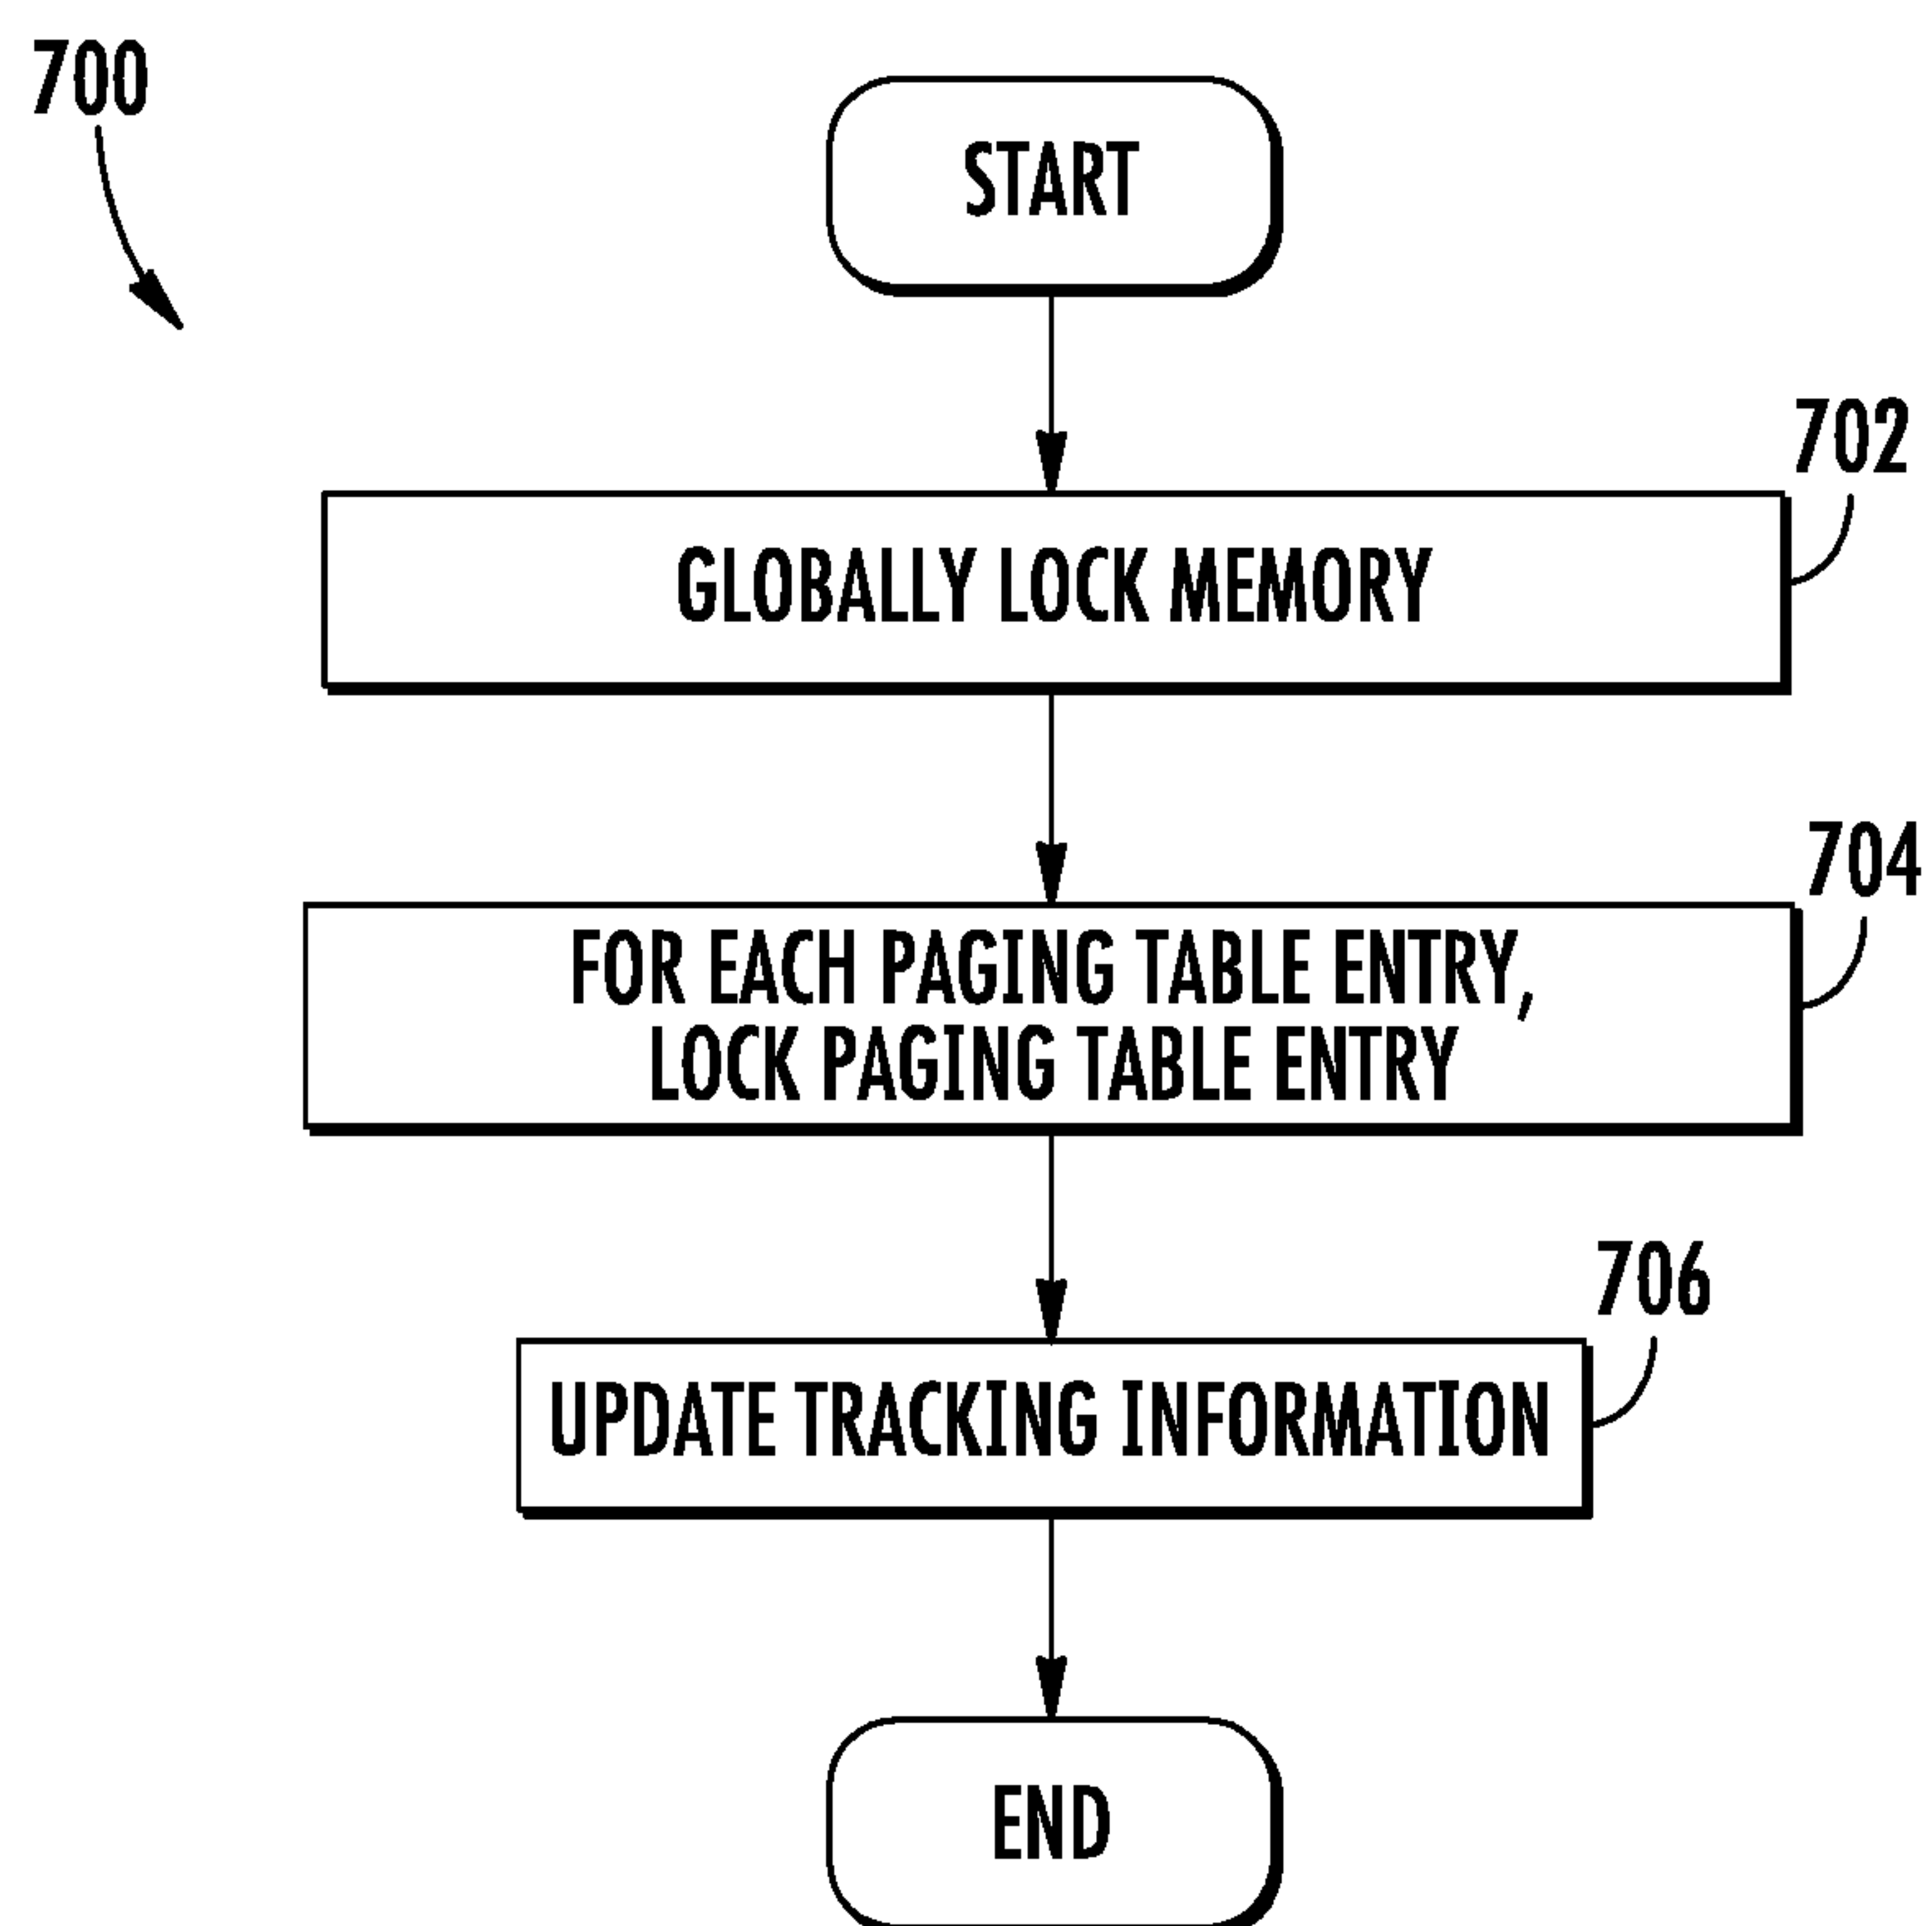 700
START
702
GLOBALLY LOCK MEMORY
704
FOR EACH PAGING TABLE ENTRY,
LOCK PAGING TABLE ENTRY
706
UPDATE TRACKING INFORMATION
END